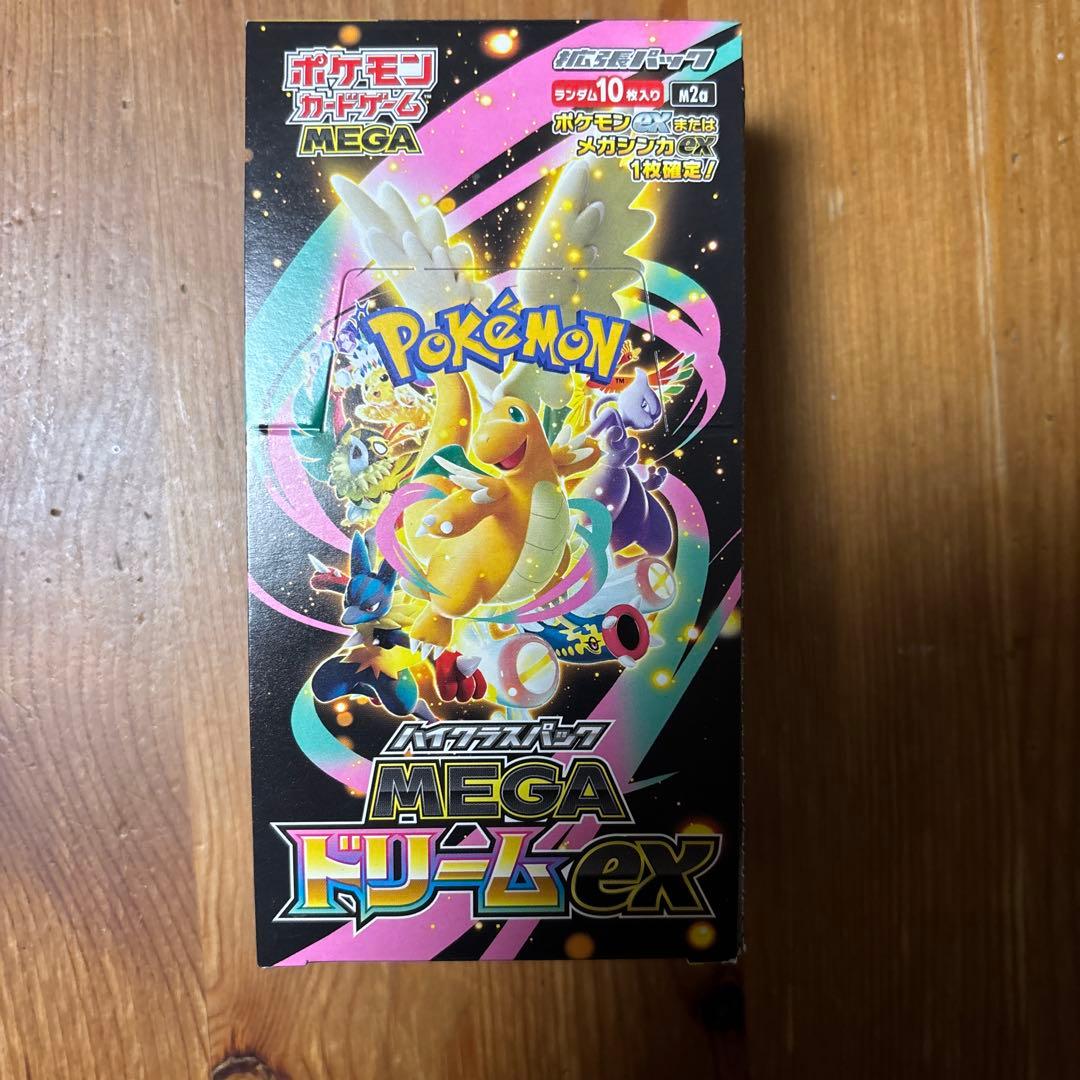 ポケモン
カードゲーム™
MEGA
拡張パック
ランダム10枚入り M2a
ポケモンexまたは
メガシンカex
1枚確定!
POKéMON™
ハイクラスパック
MEGA
ドリームex